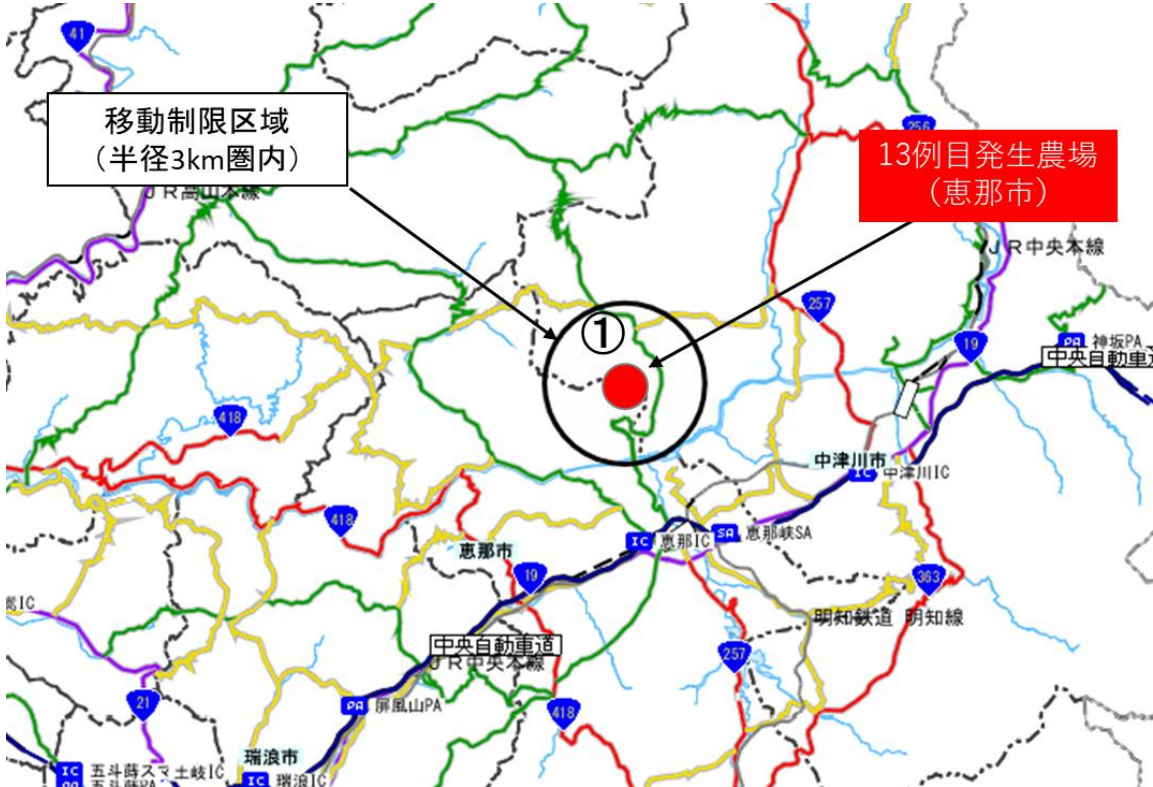 41
移動制限区域
（半径3km圏内）
256
13例目発生農場
（恵那市）
JR高山本線
JR中央本線
①
257
19
PA 神坂PA
中央自動車道
418
中津川市
IC 中津川IC
418
恵那市
IC 恵那IC
SA 恵那峡SA
19
363
明知鉄道 明知線
中央自動車道
JR中央本線
257
21
PA 屏風山PA
418
瑞浪市
IC 五斗蒔スマ土岐IC
五斗蒔PA
IC 瑞浪IC